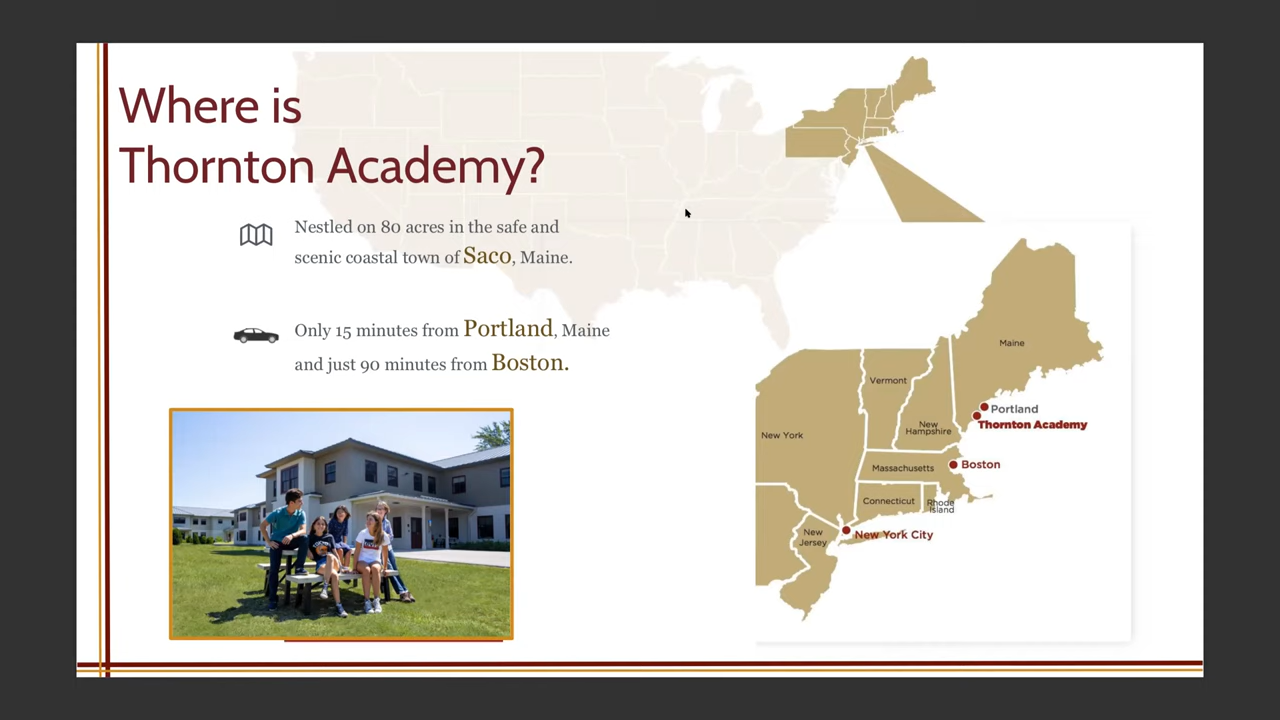 Where is
Thornton Academy?
Nestled on 80 acres in the safe and
scenic coastal town of Saco, Maine.
Only 15 minutes from Portland, Maine
and just 90 minutes from Boston.
Maine
Vermont
New
Hampshire
New York
Portland
Thornton Academy
Massachusetts
Boston
Connecticut
Rhode
Island
New
Jersey
New York City